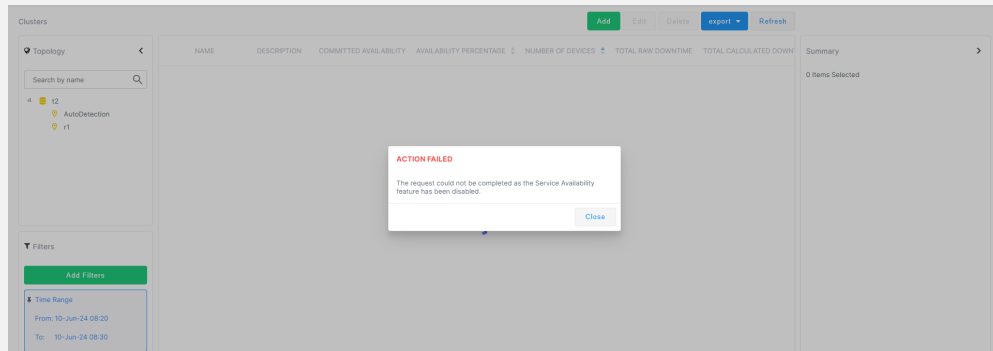 Clusters
Add
Edit
Delete
export
Refresh
Topology
Search by name
t2
AutoDetection
r1
Filters
Add Filters
Time Range
From: 10-Jun-24 08:20
To: 10-Jun-24 08:30
NAME
DESCRIPTION
COMMITTED AVAILABILITY
AVAILABILITY PERCENTAGE
NUMBER OF DEVICES
TOTAL RAW DOWNTIME
TOTAL CALCULATED DOWN
Summary
0 Items Selected
ACTION FAILED
The request could not be completed as the Service Availability
feature has been disabled.
Close